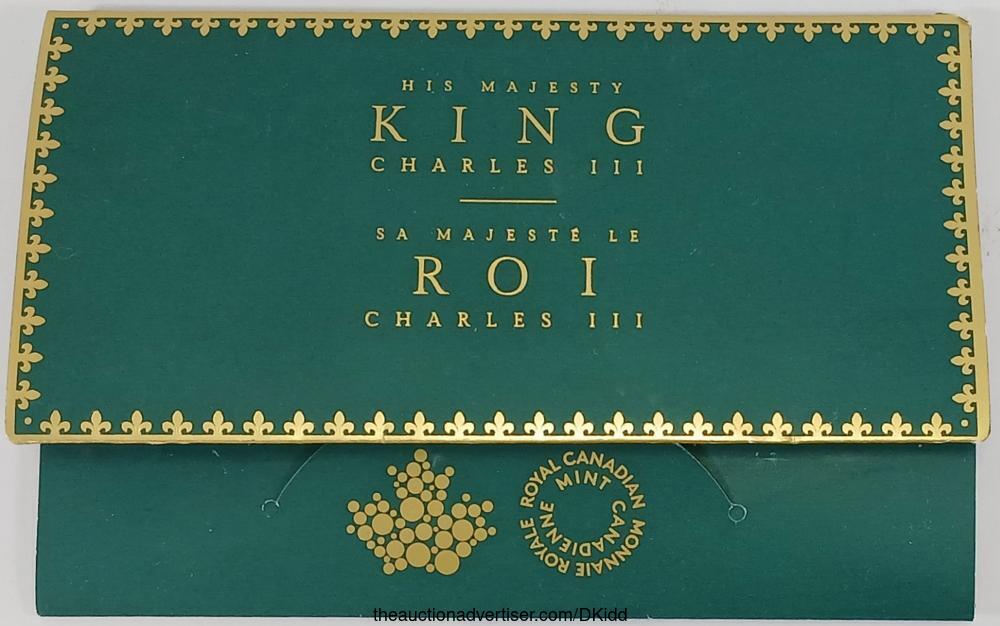 HIS MAJESTY
KING
CHARLES III
SA MAJESTÉ LE
ROI
CHARLES III
ROYAL CANADIAN MINT
MONNAIE ROYALE CANADIENNE
theauctionadvertiser.com/DKidd